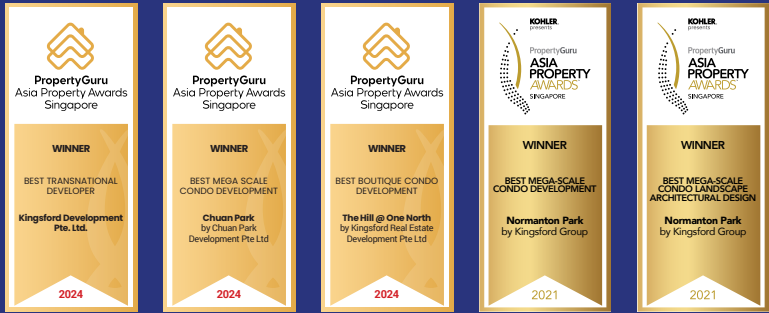 PropertyGuru
Asia Property Awards
Singapore
WINNER
BEST TRANSNATIONAL
DEVELOPER
Kingsford Development
Pte. Ltd.
2024
PropertyGuru
Asia Property Awards
Singapore
WINNER
BEST MEGA SCALE
CONDO DEVELOPMENT
Chuan Park
by Chuan Park
Development Pte Ltd
2024
PropertyGuru
Asia Property Awards
Singapore
WINNER
BEST BOUTIQUE CONDO
DEVELOPMENT
The Hill @ One North
by Kingsford Real Estate
Development Pte Ltd
2024
KOHLER
presents
PropertyGuru
ASIA
PROPERTY
AWARDS
SINGAPORE
WINNER
BEST MEGA-SCALE
CONDO DEVELOPMENT
Normanton Park
by Kingsford Group
2021
KOHLER
presents
PropertyGuru
ASIA
PROPERTY
AWARDS
SINGAPORE
WINNER
BEST MEGA-SCALE
CONDO LANDSCAPE
ARCHITECTURAL DESIGN
Normanton Park
by Kingsford Group
2021